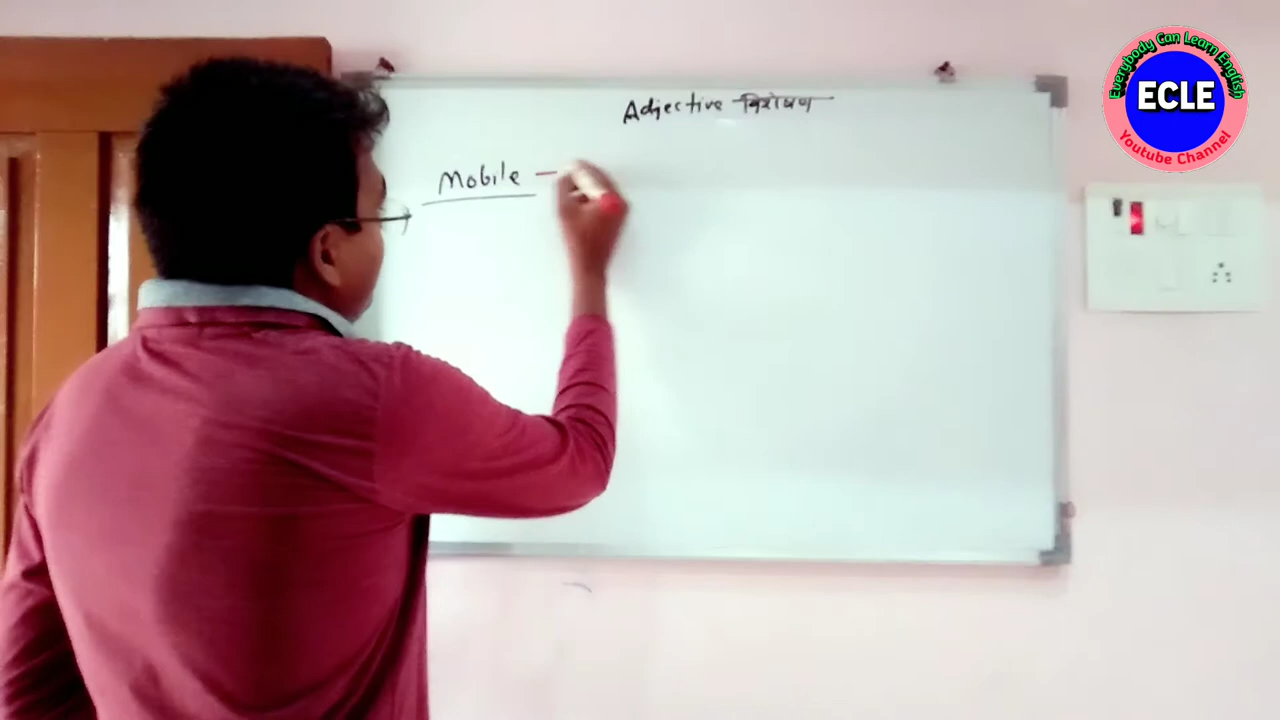 Adjective विशेषण
Mobile –
Everybody Can Learn English
ECLE
Youtube Channel